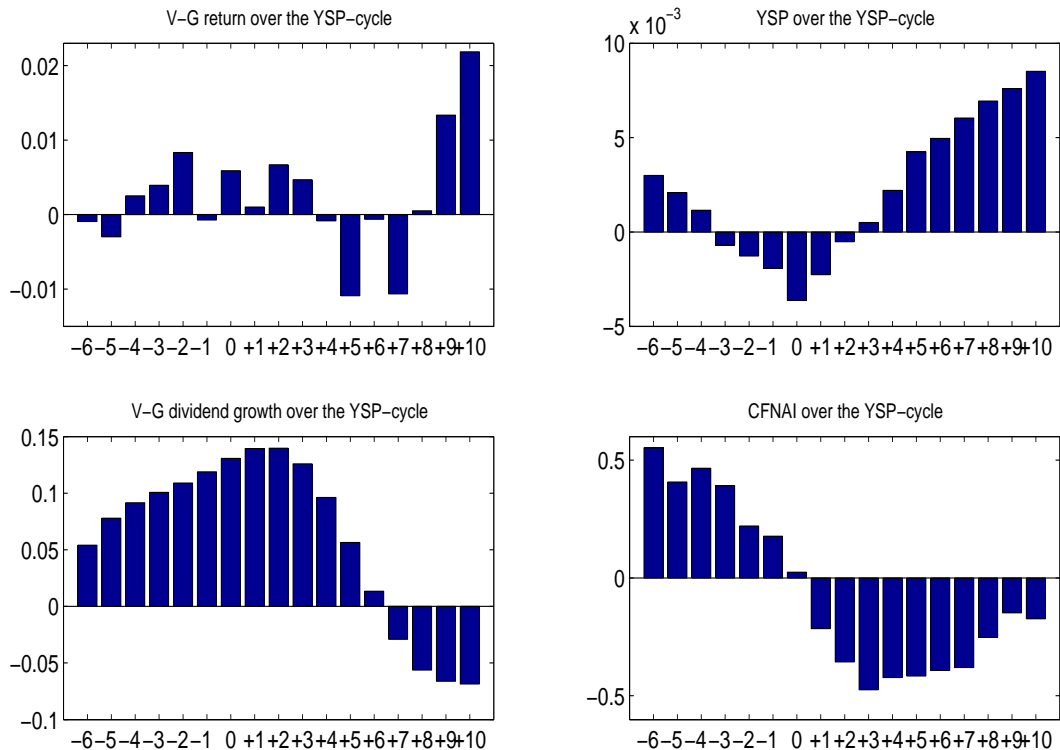 V−G return over the YSP−cycle
0.02
0.01
0
−0.01
−6 −5 −4 −3 −2 −1 0 +1 +2 +3 +4 +5 +6 +7 +8 +9 +10
YSP over the YSP−cycle
x 10−3
10
5
0
−5
−6 −5 −4 −3 −2 −1 0 +1 +2 +3 +4 +5 +6 +7 +8 +9 +10
V−G dividend growth over the YSP−cycle
0.15
0.1
0.05
0
−0.05
−0.1
−6 −5 −4 −3 −2 −1 0 +1 +2 +3 +4 +5 +6 +7 +8 +9 +10
CFNAI over the YSP−cycle
0.5
0
−0.5
−6 −5 −4 −3 −2 −1 0 +1 +2 +3 +4 +5 +6 +7 +8 +9 +10